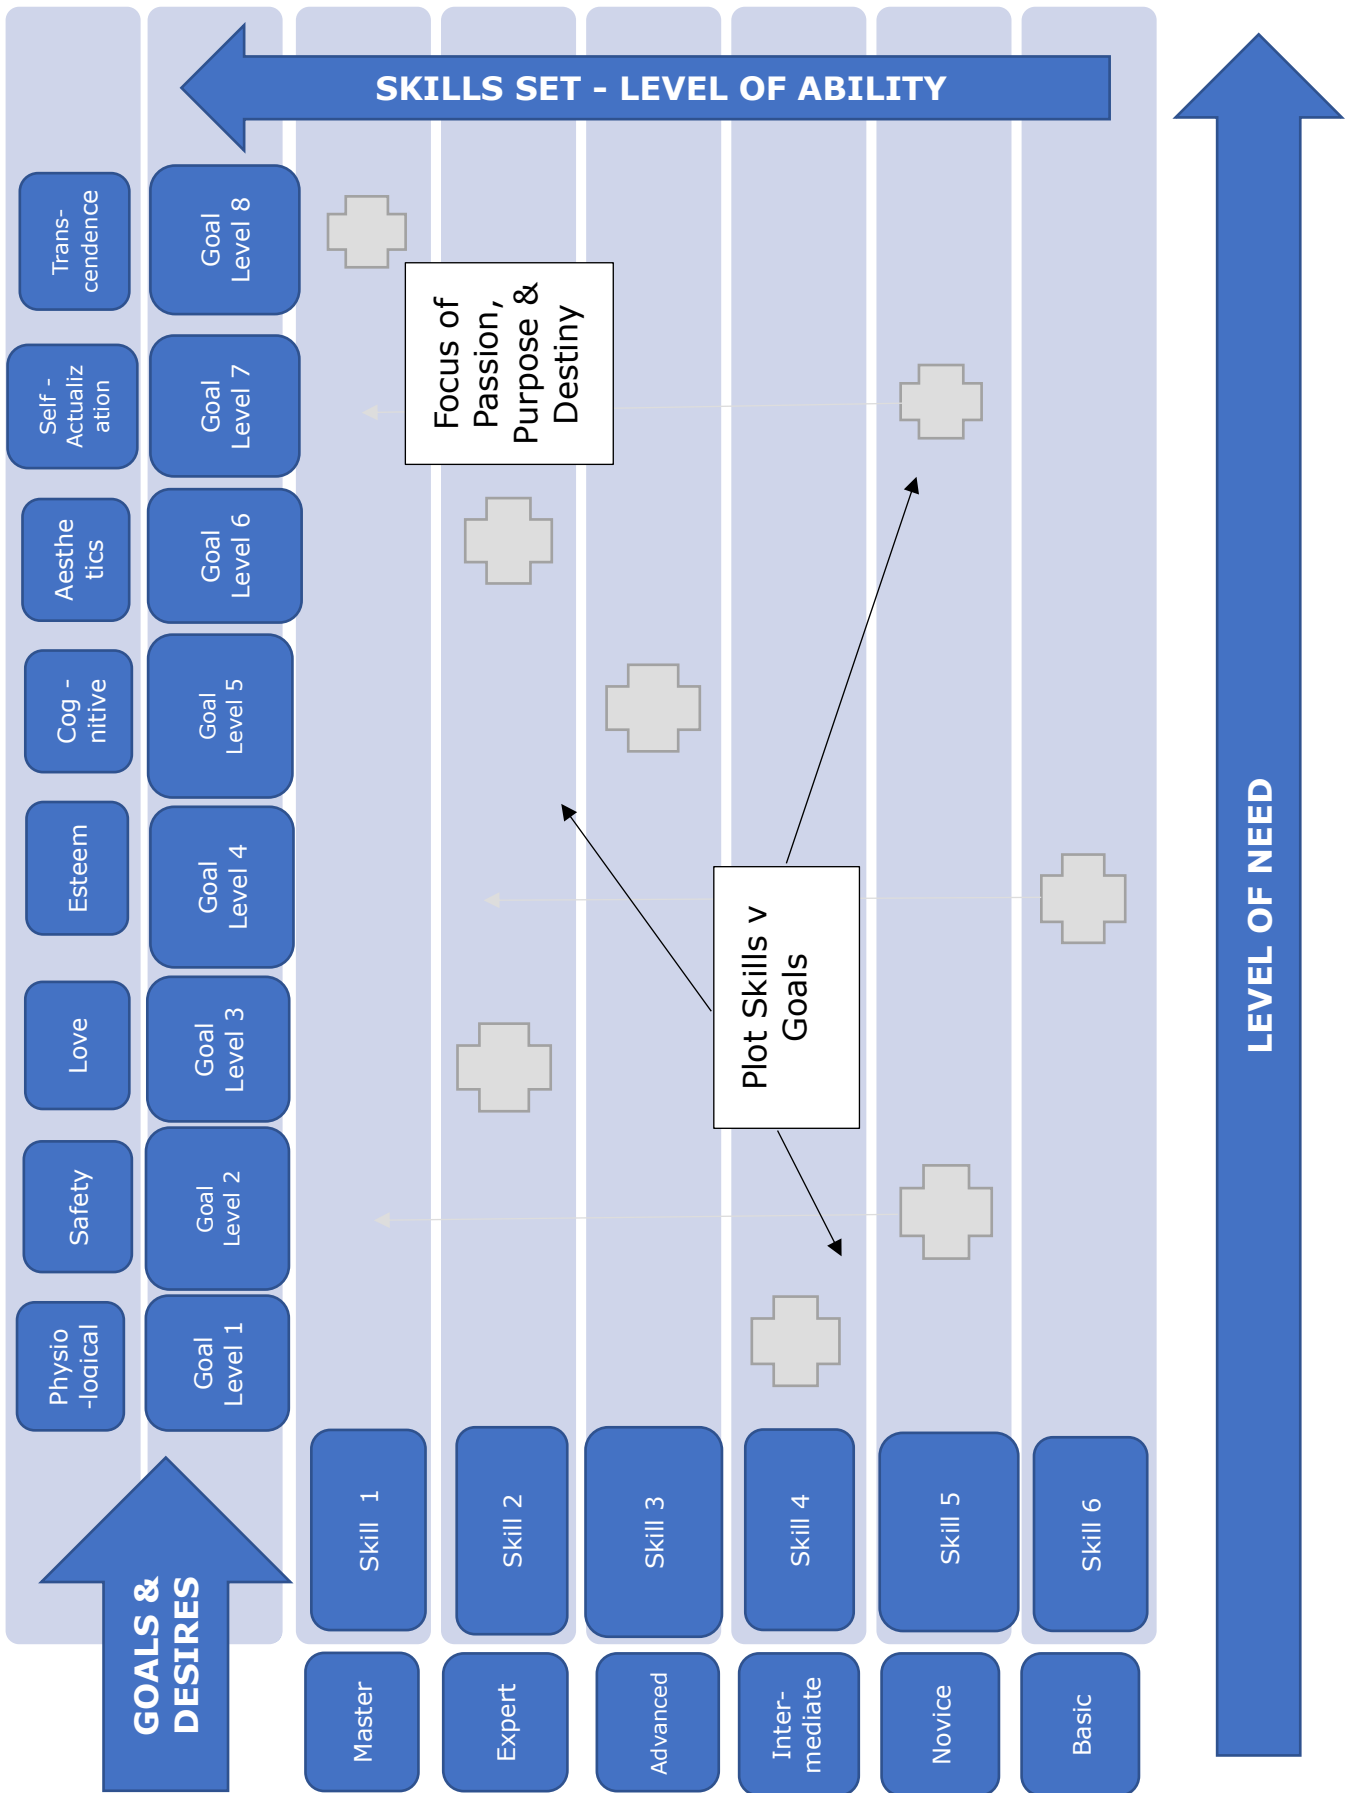 GOALS &
DESIRES
Physio
-logical
Safety
Love
Esteem
Cog -
nitive
Aesthe
tics
Self -
Actualiz
ation
Trans-
cendence
Goal
Level 1
Goal
Level 2
Goal
Level 3
Goal
Level 4
Goal
Level 5
Goal
Level 6
Goal
Level 7
Goal
Level 8
SKILLS SET – LEVEL OF ABILITY
Master
Skill 1
Focus of
Passion,
Purpose &
Destiny
Expert
Skill 2
Advanced
Skill 3
Inter-
mediate
Skill 4
Plot Skills v
Goals
Novice
Skill 5
Basic
Skill 6
LEVEL OF NEED